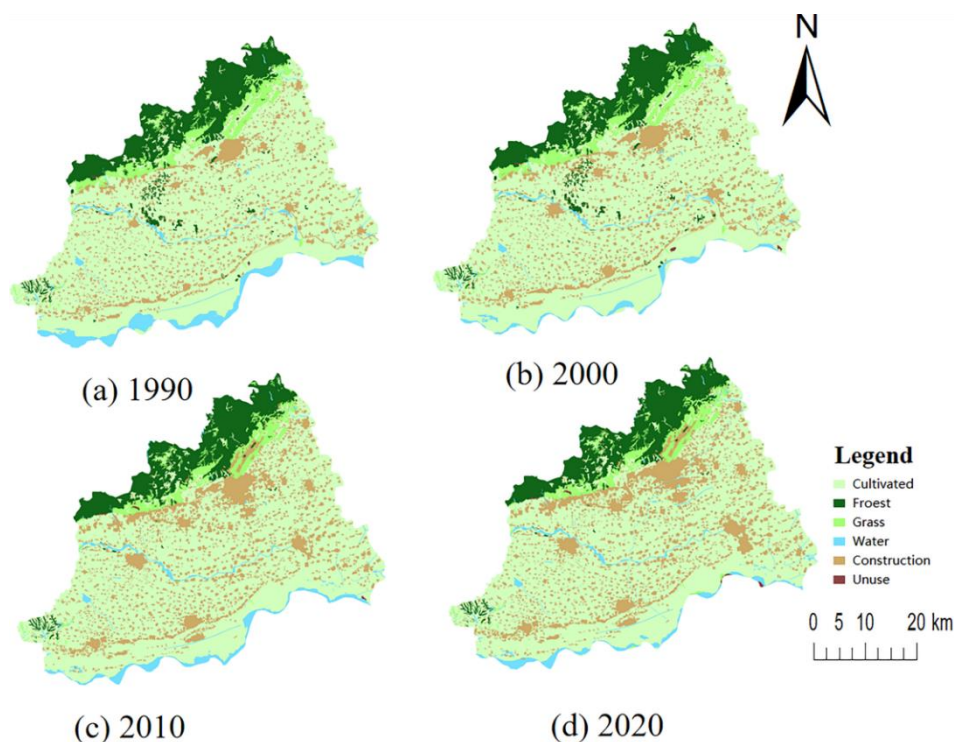 N
(a) 1990
(b) 2000
Legend
Cultivated
Froest
Grass
Water
Construction
Unuse
0 5 10 20 km
(c) 2010
(d) 2020